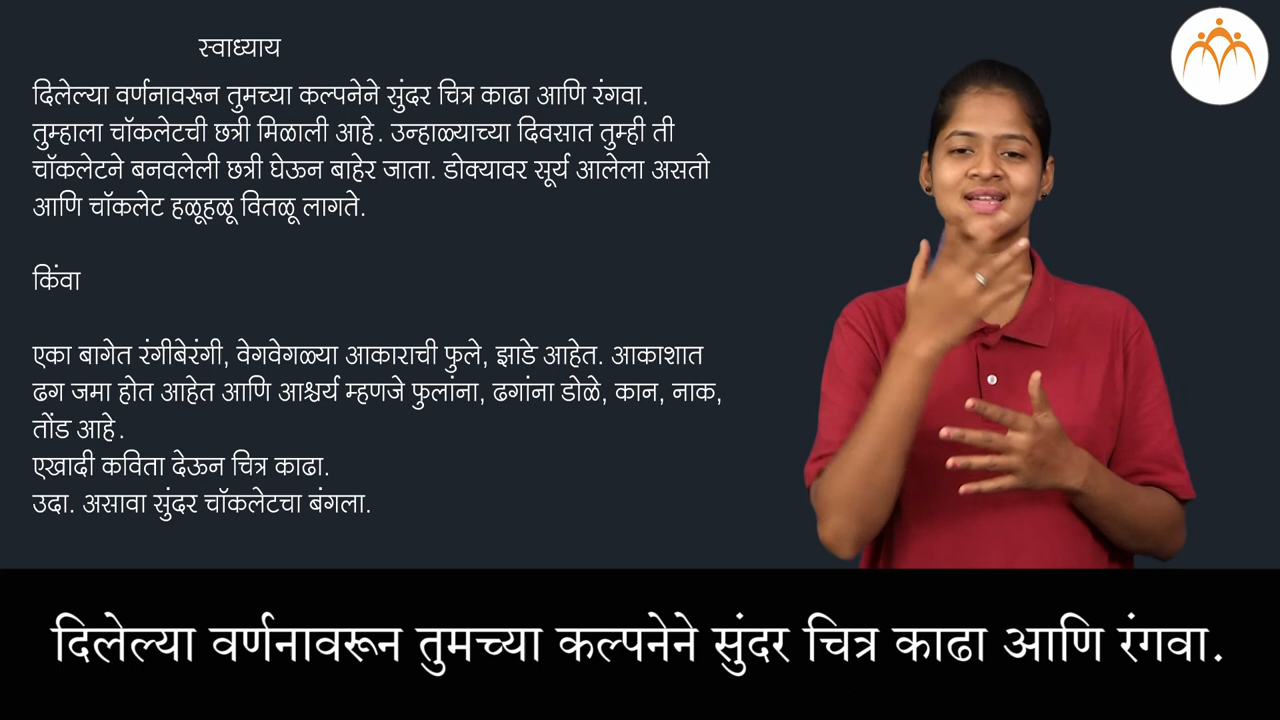 स्वाध्याय
दिलेल्या वर्णनावरून तुमच्या कल्पनेने सुंदर चित्र काढा आणि रंगवा.
तुम्हाला चॉकलेटची छत्री मिळाली आहे. उन्हाळ्याच्या दिवसात तुम्ही ती
चॉकलेटने बनवलेली छत्री घेऊन बाहेर जाता. डोक्यावर सूर्य आलेला असतो
आणि चॉकलेट हळूहळू वितळू लागते.
किंवा
एका बागेत रंगीबेरंगी, वेगवेगळ्या आकाराची फुले, झाडे आहेत. आकाशात
ढग जमा होत आहेत आणि आश्चर्य म्हणजे फुलांना, ढगांना डोळे, कान, नाक,
तोंड आहे.
एखादी कविता देऊन चित्र काढा.
उदा. असावा सुंदर चॉकलेटचा बंगला.
दिलेल्या वर्णनावरून तुमच्या कल्पनेने सुंदर चित्र काढा आणि रंगवा.